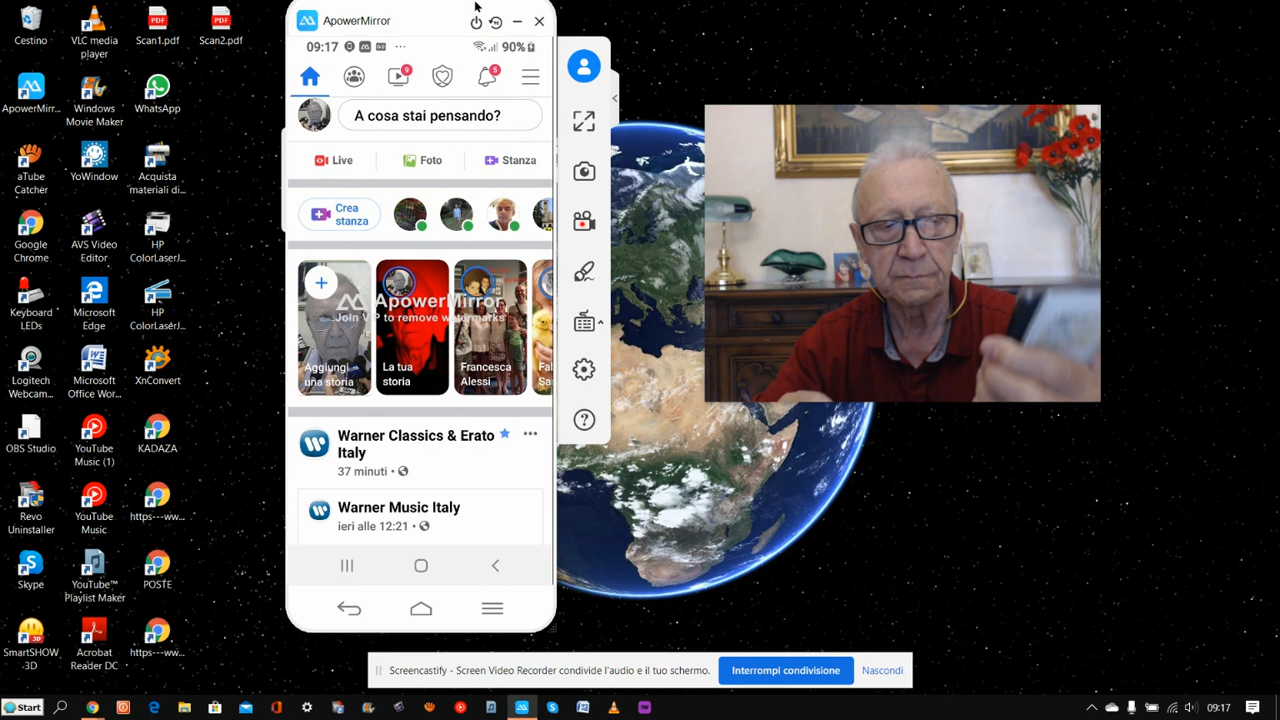 Cestino
VLC media
player
Scan1.pdf
Scan2.pdf
ApowerMirr...
Windows
Movie Maker
WhatsApp
aTube
Catcher
YoWindow
Acquista
materiali di...
Google
Chrome
AVS Video
Editor
HP
ColorLaserJ...
Keyboard
LEDs
Microsoft
Edge
HP
ColorLaserJ...
Logitech
Webcam...
Microsoft
Office Wor...
XnConvert
OBS Studio
YouTube
Music (1)
KADAZA
Revo
Uninstaller
YouTube
Music
https---ww...
Skype
YouTube™
Playlist Maker
POSTE
SmartSHOW
-3D
Acrobat
Reader DC
https---ww...
ApowerMirror
09:17
90%
9
5
A cosa stai pensando?
Live
Foto
Stanza
Crea
stanza
ApowerMirror
Join VIP to remove watermarks
Aggiungi
una storia
La tua
storia
Francesca
Alessi
Warner Classics & Erato
Italy
37 minuti
Warner Music Italy
ieri alle 12:21
Screencastify - Screen Video Recorder condivide l'audio e il tuo schermo.
Interrompi condivisione
Nascondi
Start
09:17